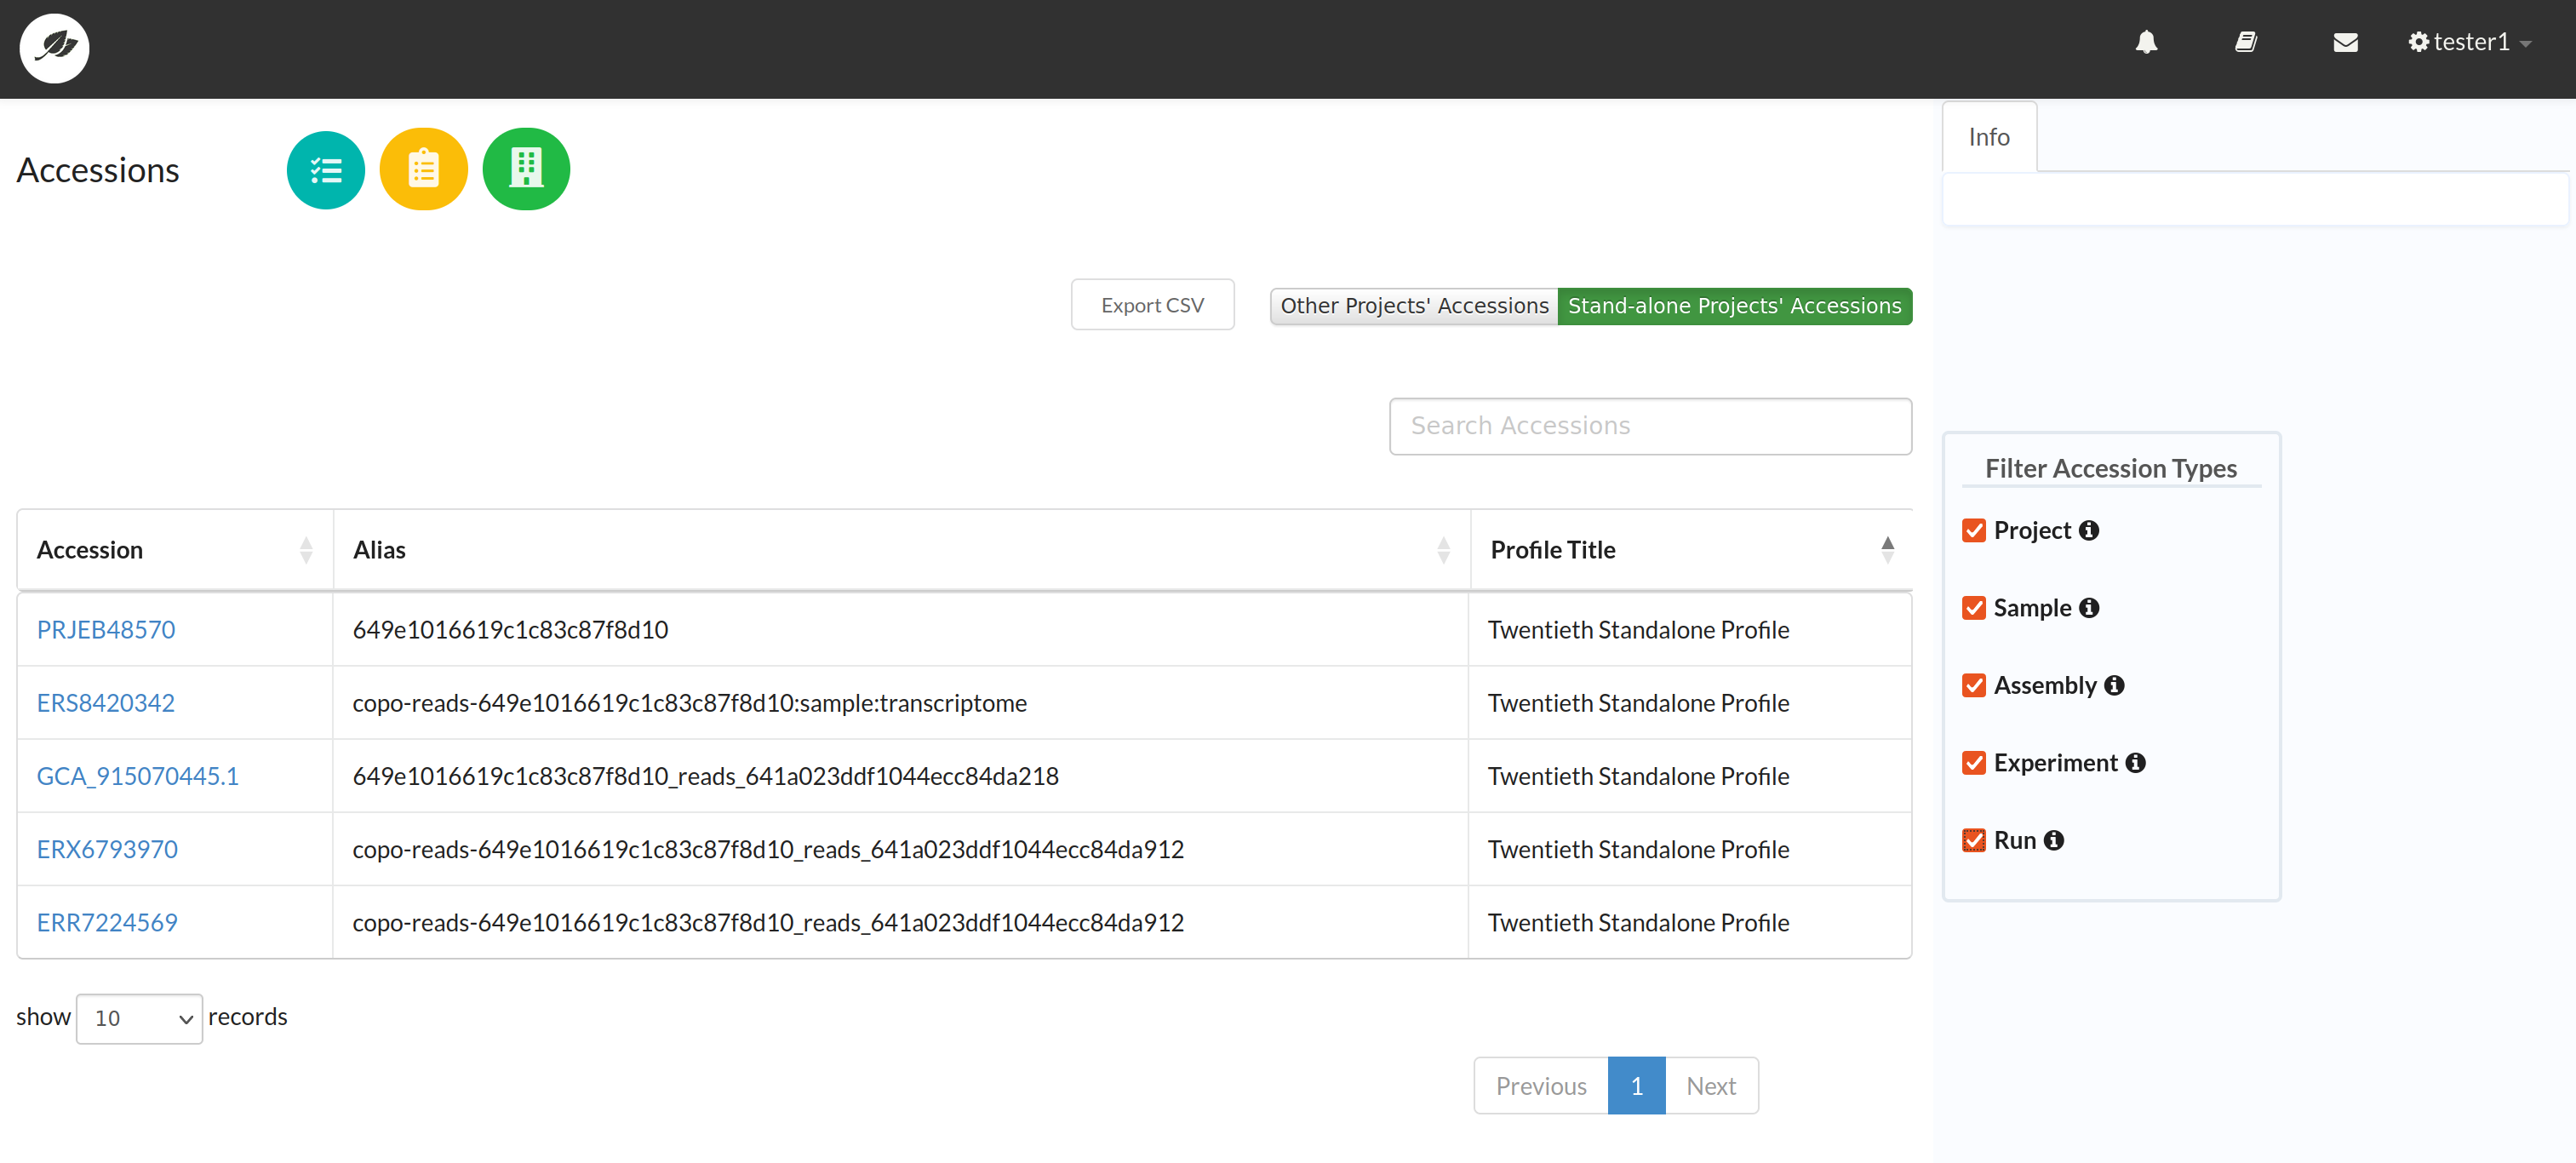 tester1
Accessions
Info
Export CSV
Other Projects' Accessions Stand-alone Projects' Accessions
Search Accessions
Filter Accession Types
Project
Sample
Assembly
Experiment
Run
Accession Alias Profile Title
PRJEB48570 649e1016619c1c83c87f8d10 Twentieth Standalone Profile
ERS8420342 copo-reads-649e1016619c1c83c87f8d10:sample:transcriptome Twentieth Standalone Profile
GCA_915070445.1 649e1016619c1c83c87f8d10_reads_641a023ddf1044ecc84da218 Twentieth Standalone Profile
ERX6793970 copo-reads-649e1016619c1c83c87f8d10_reads_641a023ddf1044ecc84da912 Twentieth Standalone Profile
ERR7224569 copo-reads-649e1016619c1c83c87f8d10_reads_641a023ddf1044ecc84da912 Twentieth Standalone Profile
show 10 records
Previous 1 Next